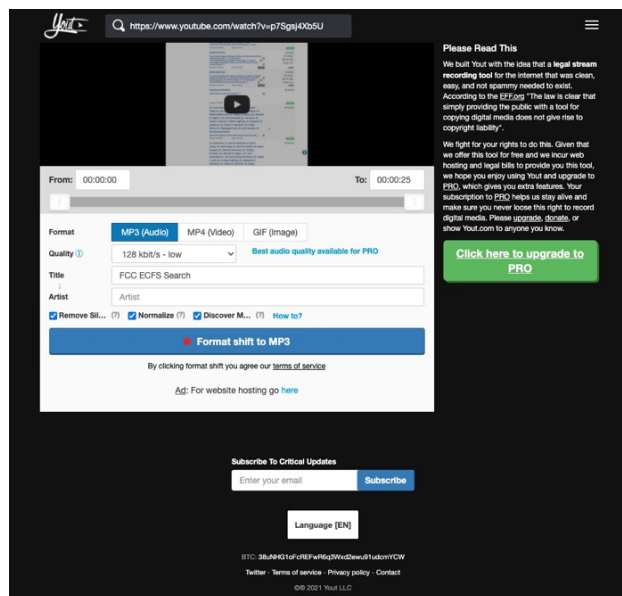 Yout
https://www.youtube.com/watch?v=p7Sgsj4Xb5U
From: 00:00:00 To: 00:00:25
Format MP3 (Audio) MP4 (Video) GIF (Image)
Quality 128 kbit/s - low Best audio quality available for PRO
Title FCC ECFS Search
↓
Artist Artist
Remove Sil... (?) Normalize (?) Discover M... (?) How to?
Format shift to MP3
By clicking format shift you agree our terms of service
Ad: For website hosting go here
Please Read This
We built Yout with the idea that a legal stream
recording tool for the internet that was clean,
easy, and not spammy needed to exist.
According to the EFF.org "The law is clear that
simply providing the public with a tool for
copying digital media does not give rise to
copyright liability".
We fight for your rights to do this. Given that
we offer this tool for free and we incur web
hosting and legal bills to provide you this tool,
we hope you enjoy using Yout and upgrade to
PRO, which gives you extra features. Your
subscription to PRO helps us stay alive and
make sure you never loose this right to record
digital media. Please upgrade, donate, or
show Yout.com to anyone you know.
Click here to upgrade to
PRO
Subscribe To Critical Updates
Enter your email Subscribe
Language [EN]
BTC: 38uNHG1oFcREFwR6q3Wxd2ewu91udcmYCW
Twitter - Terms of service - Privacy policy - Contact
©® 2021 Yout LLC